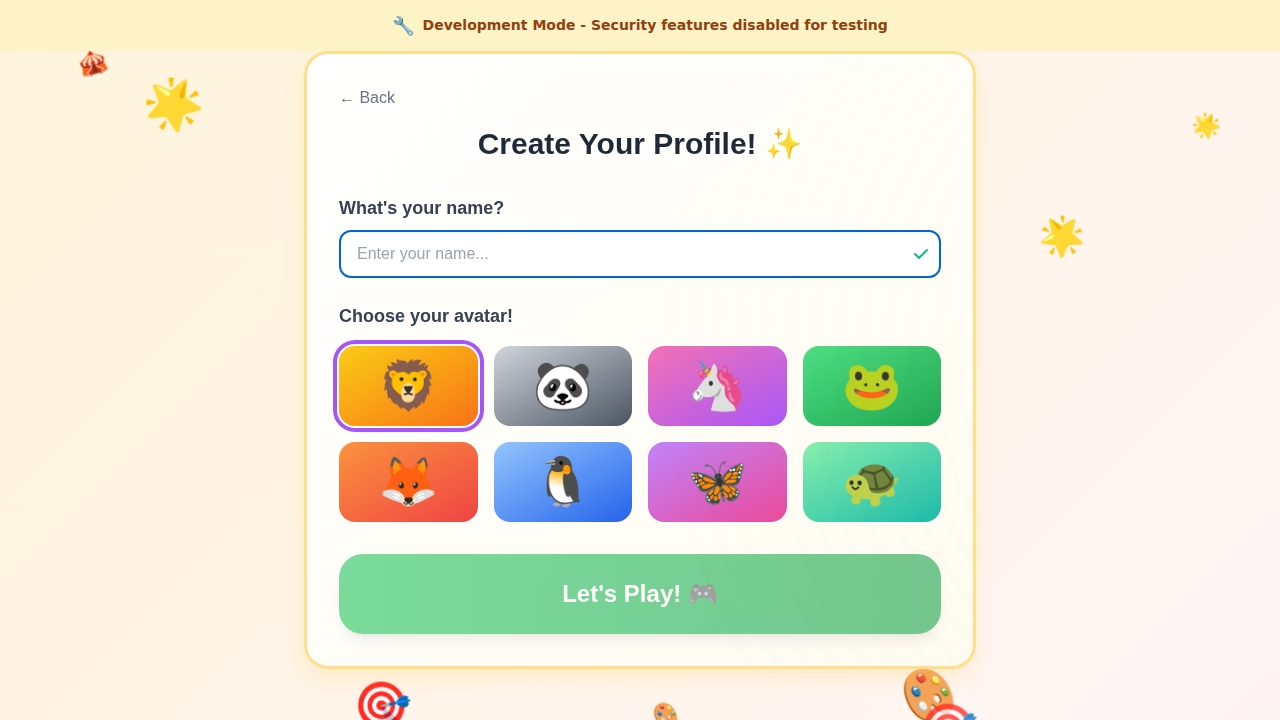 🔧 Development Mode - Security features disabled for testing
← Back
Create Your Profile! ✨
What's your name?
Enter your name...
Choose your avatar!
Let's Play! 🎮